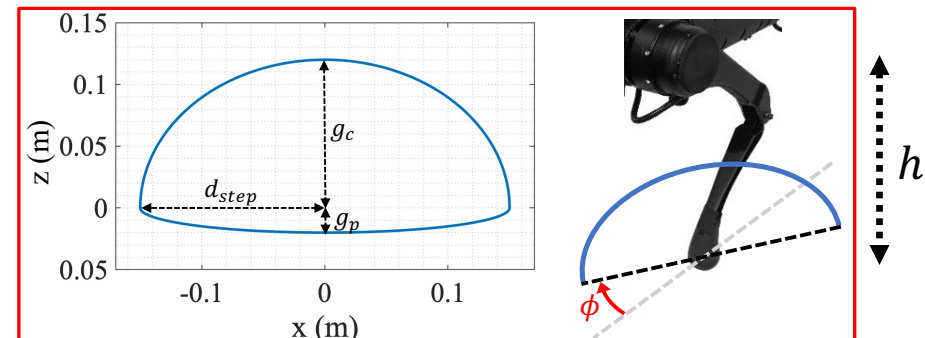 0.15
0.1
0.05
0
0.05
z (m)
-0.1
0
0.1
x (m)
g_c
d_step
g_p
ϕ
h